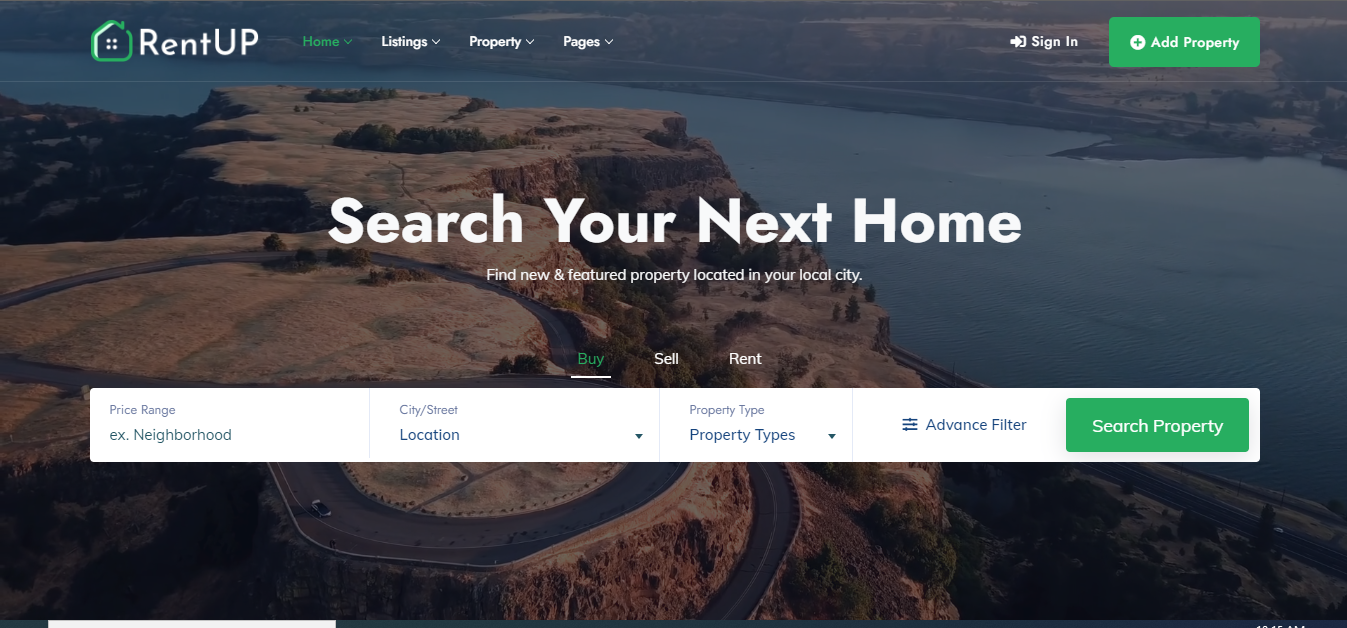 RentUP Home Listings Property Pages Sign In Add Property
Search Your Next Home
Find new & featured property located in your local city.
Buy Sell Rent
Price Range City/Street Property Type
ex. Neighborhood Location Property Types Advance Filter Search Property